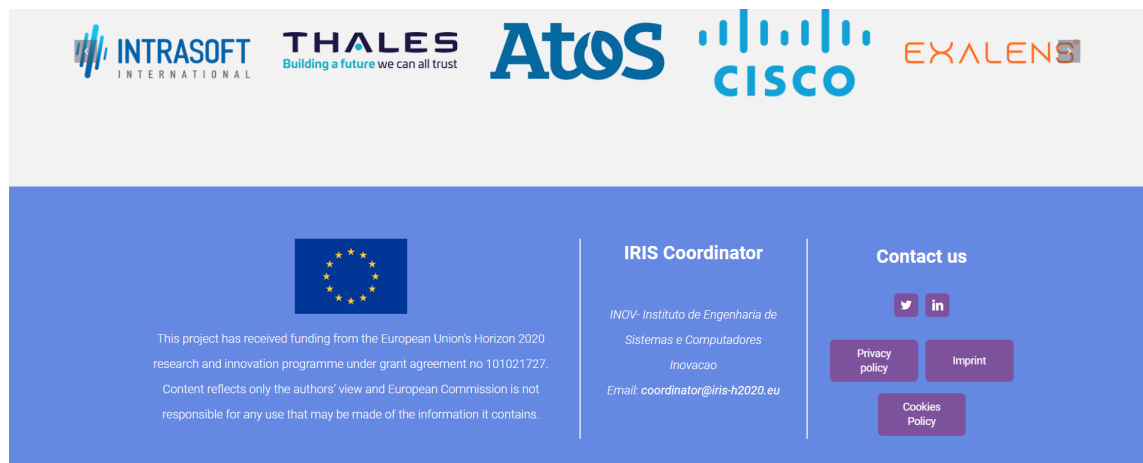 INTRASOFT
INTERNATIONAL
THALES
Building a future we can all trust
Atos
CISCO
EXALENS
This project has received funding from the European Union's Horizon 2020
research and innovation programme under grant agreement no 101021727.
Content reflects only the authors' view and European Commission is not
responsible for any use that may be made of the information it contains.
IRIS Coordinator
INOV- Instituto de Engenharia de
Sistemas e Computadores
Inovacao
Email: coordinator@iris-h2020.eu
Contact us
in
Privacy
policy
Imprint
Cookies
Policy